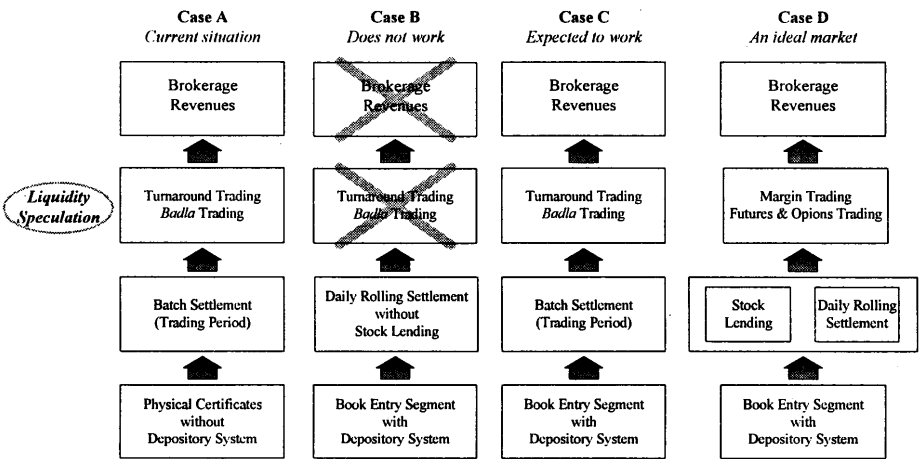 Case A
Current situation
Brokerage
Revenues
Turnaround Trading
Badla Trading
Batch Settlement
(Trading Period)
Physical Certificates
without
Depository System
Case B
Does not work
Brokerage
Revenues
Turnaround Trading
Badla Trading
Daily Rolling Settlement
without
Stock Lending
Book Entry Segment
with
Depository System
Case C
Expected to work
Brokerage
Revenues
Turnaround Trading
Badla Trading
Batch Settlement
(Trading Period)
Book Entry Segment
with
Depository System
Case D
An ideal market
Brokerage
Revenues
Margin Trading
Futures & Opions Trading
Stock
Lending
Daily Rolling
Settlement
Book Entry Segment
with
Depository System
Liquidity
Speculation